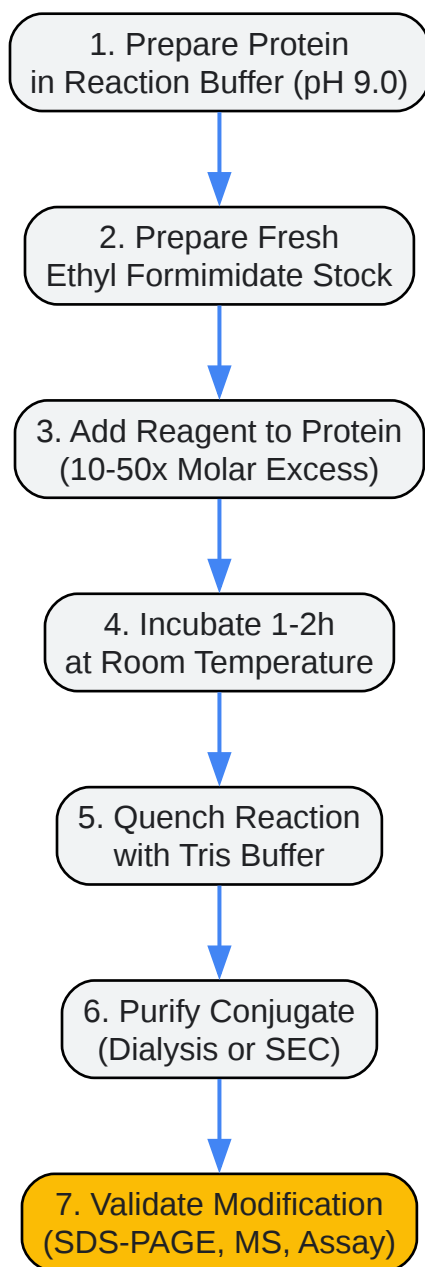 1. Prepare Protein
in Reaction Buffer (pH 9.0)
2. Prepare Fresh
Ethyl Formimidate Stock
3. Add Reagent to Protein
(10-50x Molar Excess)
4. Incubate 1-2h
at Room Temperature
5. Quench Reaction
with Tris Buffer
6. Purify Conjugate
(Dialysis or SEC)
7. Validate Modification
(SDS-PAGE, MS, Assay)